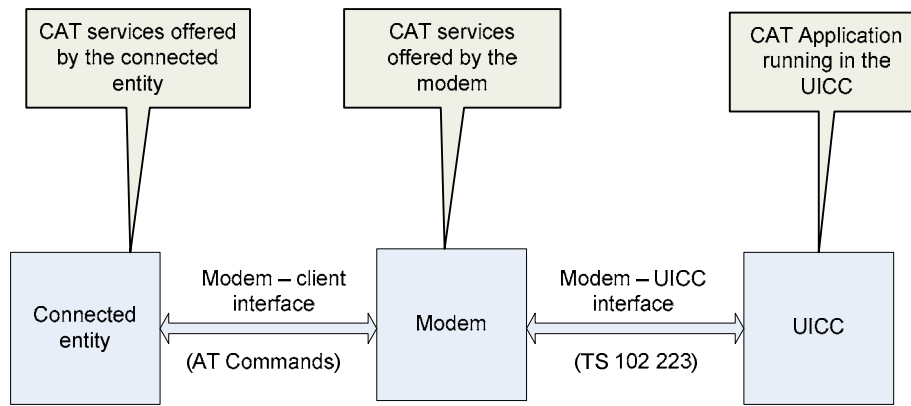 CAT services offered
by the connected
entity
CAT services
offered by the
modem
CAT Application
running in the
UICC
Connected
entity
Modem – client
interface
(AT Commands)
Modem
Modem – UICC
interface
(TS 102 223)
UICC